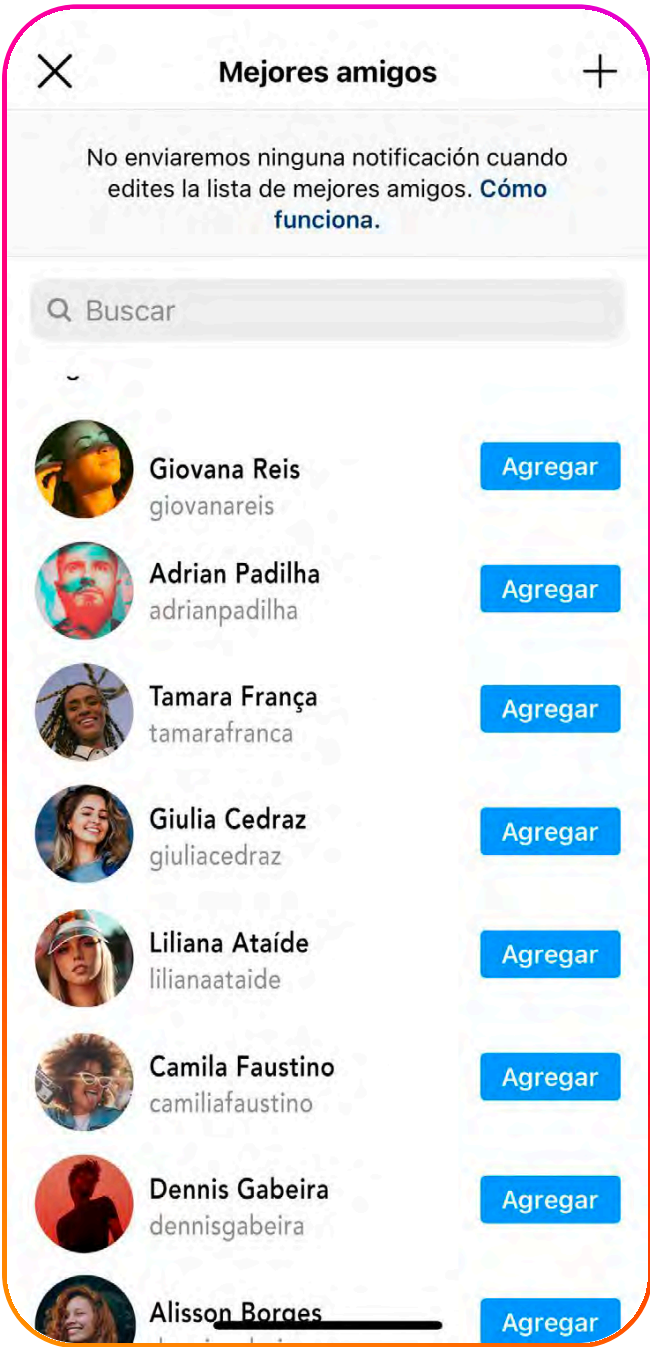 Mejores amigos
No enviaremos ninguna notificación cuando
edites la lista de mejores amigos. Cómo
funciona.
Buscar
Giovana Reis
giovanareis
Agregar
Adrian Padilha
adrianpadilha
Agregar
Tamara França
tamarafranca
Agregar
Giulia Cedraz
giuliacedraz
Agregar
Liliana Ataíde
lilianaataide
Agregar
Camila Faustino
camiliafaustino
Agregar
Dennis Gabeira
dennisgabeira
Agregar
Alisson Borges
Agregar